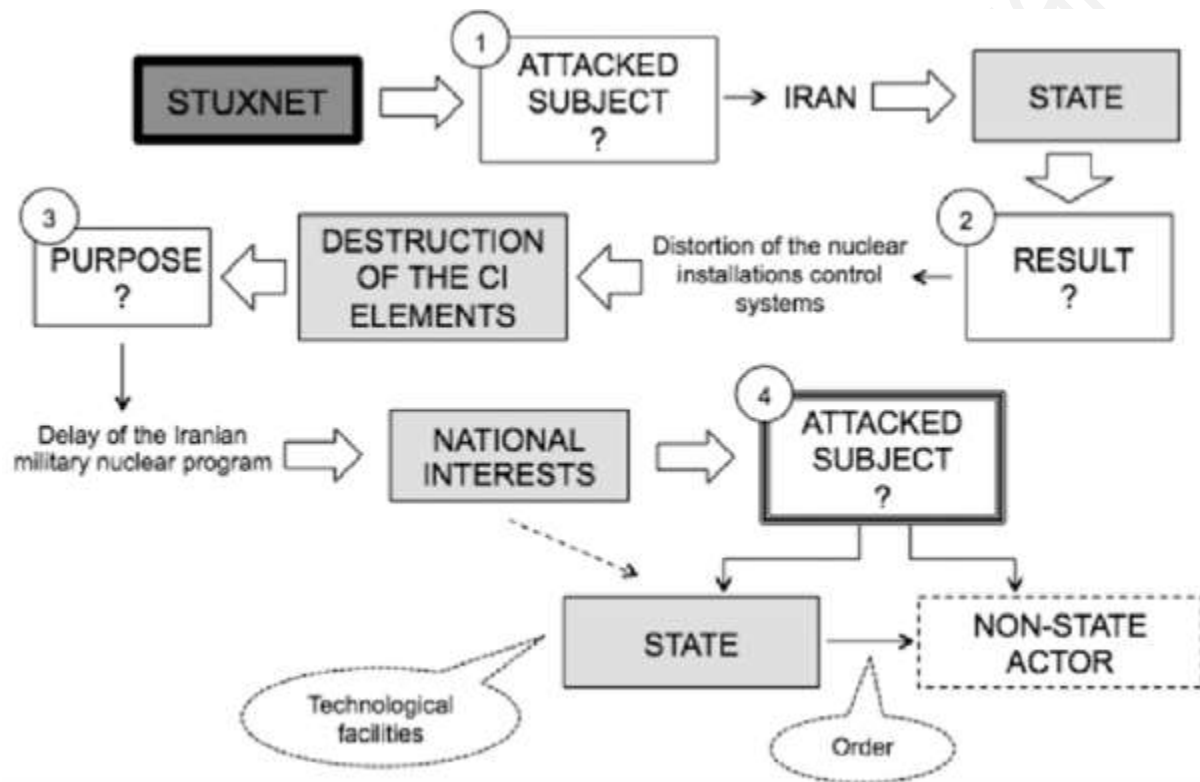 1
STUXNET
ATTACKED
SUBJECT
?
IRAN
STATE
2
RESULT
?
Distortion of the nuclear
installations control
systems
DESTRUCTION
OF THE CI
ELEMENTS
3
PURPOSE
?
Delay of the Iranian
military nuclear program
NATIONAL
INTERESTS
4
ATTACKED
SUBJECT
?
STATE
NON-STATE
ACTOR
Technological
facilities
Order